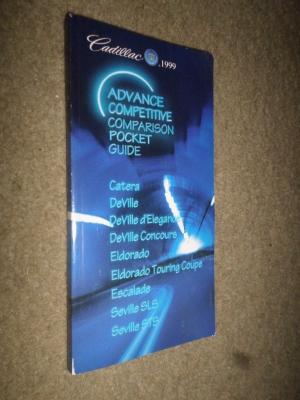 Cadillac 1999
ADVANCE
COMPETITIVE
COMPARISON
POCKET
GUIDE
Catera
DeVille
DeVille d'Elegance
DeVille Concours
Eldorado
Eldorado Touring Coupe
Escalade
Seville SLS
Seville STS